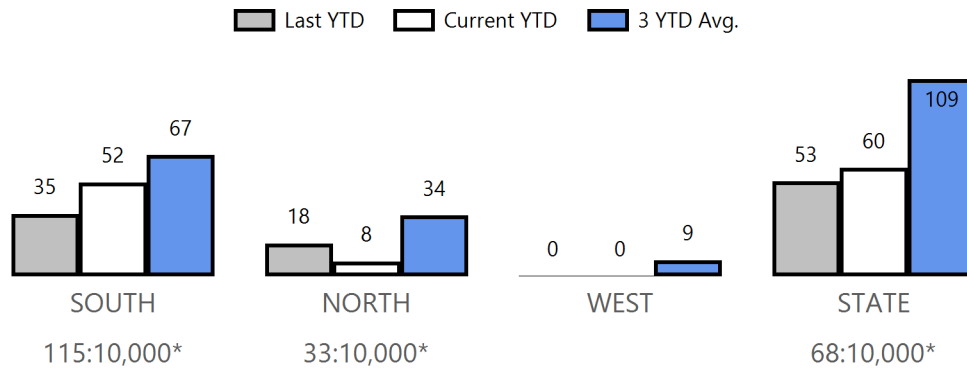 Last YTD Current YTD 3 YTD Avg.
35 52 67
18 8 34
0 0 9
53 60 109
SOUTH NORTH WEST STATE
115:10,000* 33:10,000* 68:10,000*